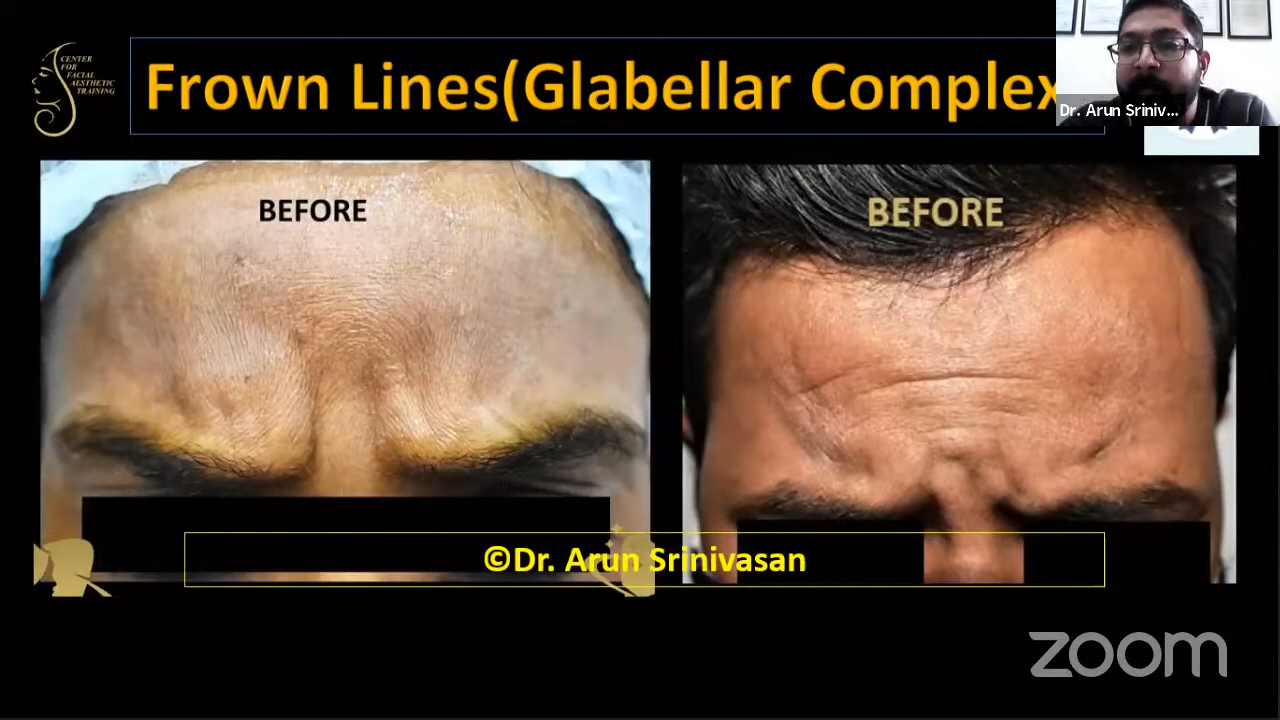 CENTER
FOR
FACIAL
AESTHETIC
TRAINING
Frown Lines(Glabellar Complex
Dr. Arun Sriniv...
BEFORE
BEFORE
©Dr. Arun Srinivasan
zoom